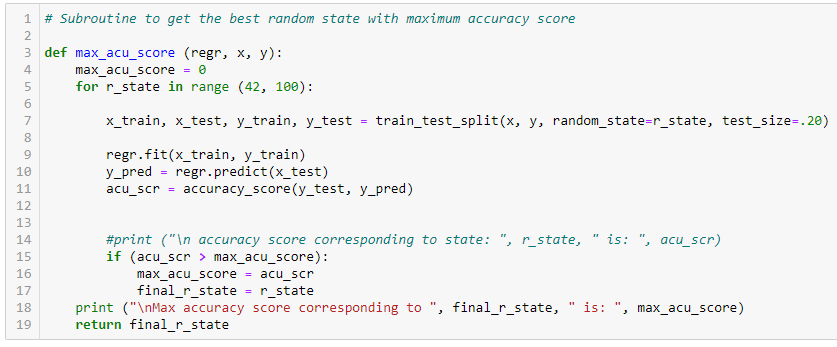 1 # Subroutine to get the best random state with maximum accuracy score
2
3 def max_acu_score (regr, x, y):
4     max_acu_score = 0
5     for r_state in range (42, 100):
6
7         x_train, x_test, y_train, y_test = train_test_split(x, y, random_state=r_state, test_size=.20)
8
9         regr.fit(x_train, y_train)
10         y_pred = regr.predict(x_test)
11         acu_scr = accuracy_score(y_test, y_pred)
12
13
14         #print ("\n accuracy score corresponding to state: ", r_state, " is: ", acu_scr)
15         if (acu_scr > max_acu_score):
16             max_acu_score = acu_scr
17             final_r_state = r_state
18     print ("\nMax accuracy score corresponding to ", final_r_state, " is: ", max_acu_score)
19     return final_r_state